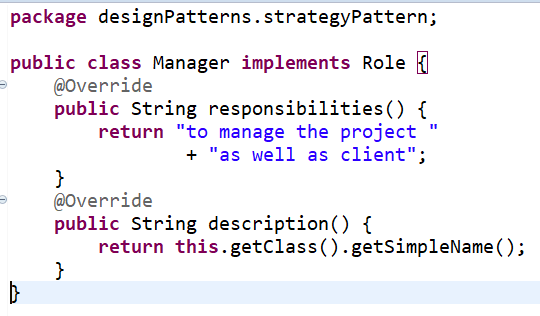 package designPatterns.strategyPattern;
public class Manager implements Role {
@Override
public String responsibilities() {
return "to manage the project "
+ "as well as client";
}
@Override
public String description() {
return this.getClass().getSimpleName();
}
}